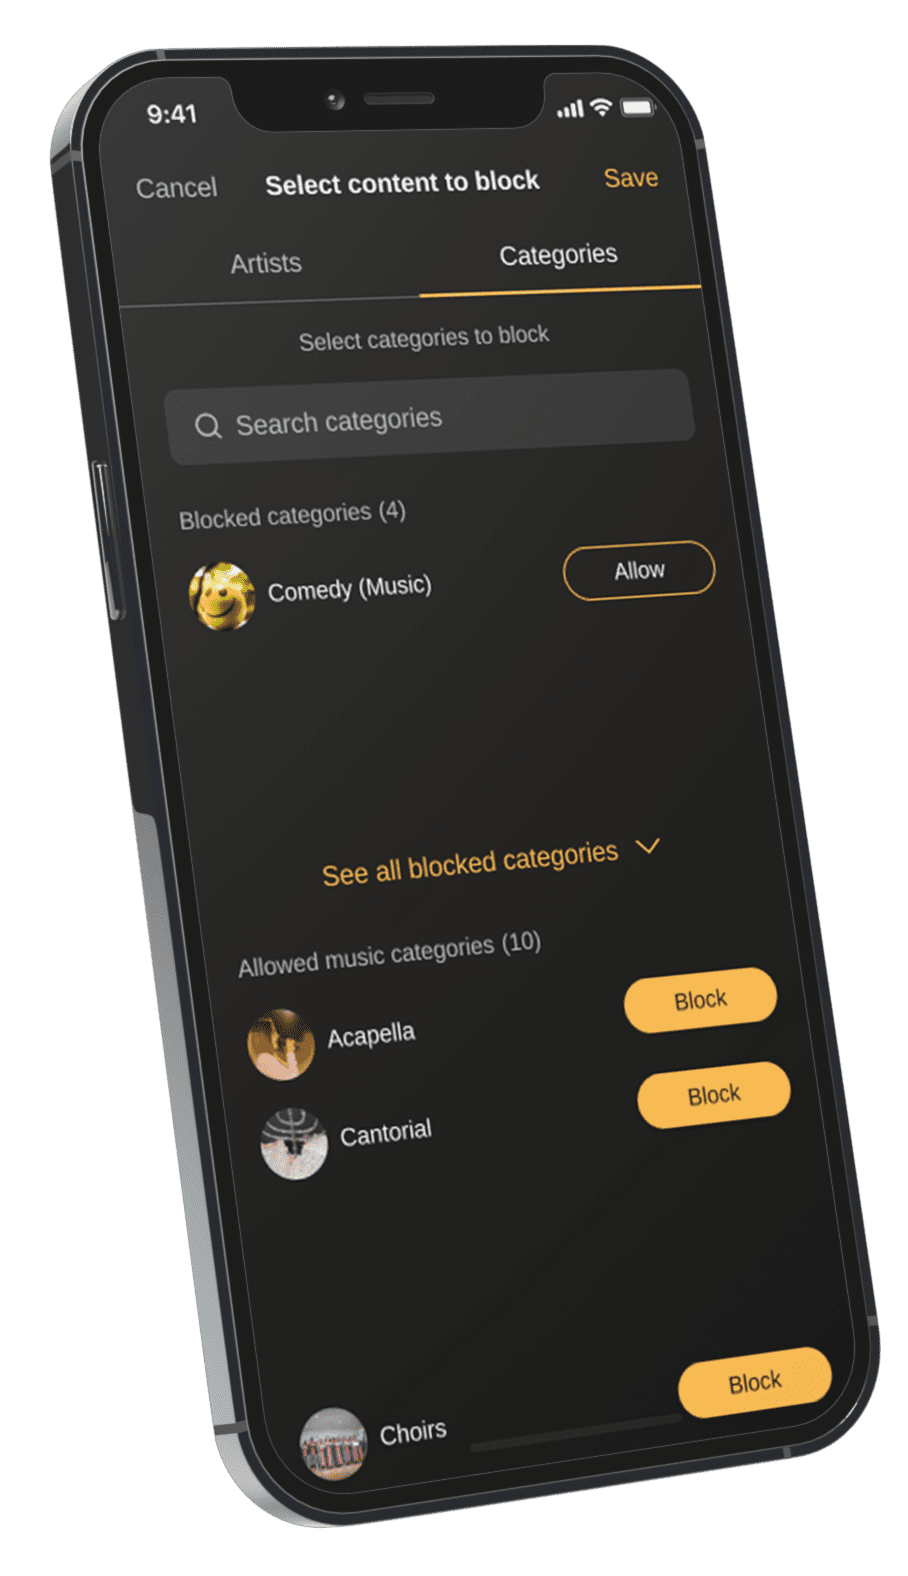 9:41
Cancel
Select content to block
Save
Artists
Categories
Select categories to block
Search categories
Blocked categories (4)
Comedy (Music)
Allow
See all blocked categories
Allowed music categories (10)
Acapella
Block
Cantorial
Block
Choirs
Block